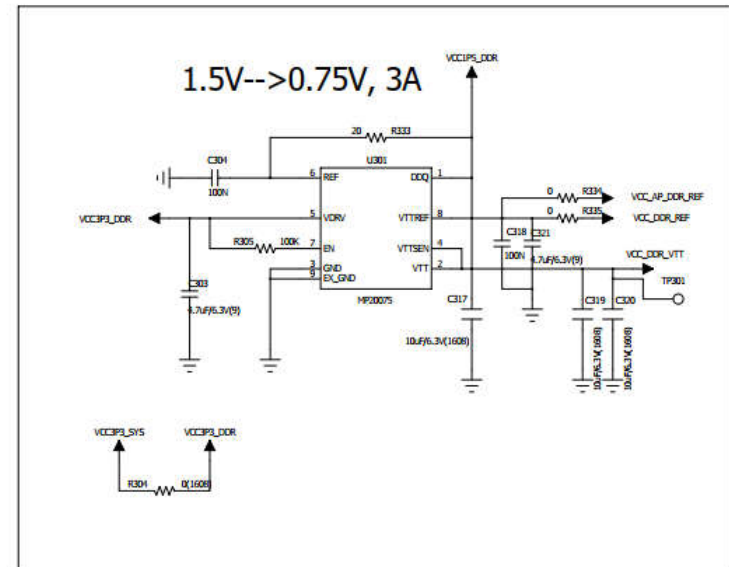 1.5V-->0.75V, 3A
VCC1P5_DDR
20 R333
U301
C304
100N
6 REF DDQ 1
0 R334 VCC_AP_DDR_REF
VCC3P3_DDR 5 VDRV VTTREF 8 0 R335 VCC_DDR_REF
R305 100K 7 EN VTTSEN 4
C318 C321
100N 4.7uF/6.3V(9)
3 GND VTT 2 VCC_DDR_VTT
9 EX_GND
TP301
C303
4.7uF/6.3V(9)
MP20075
C317
10uF/6.3V(1608)
C319 C320
10uF/6.3V(1608)
10uF/6.3V(1608)
VCC3P3_SYS VCC3P3_DDR
R304 0(1608)